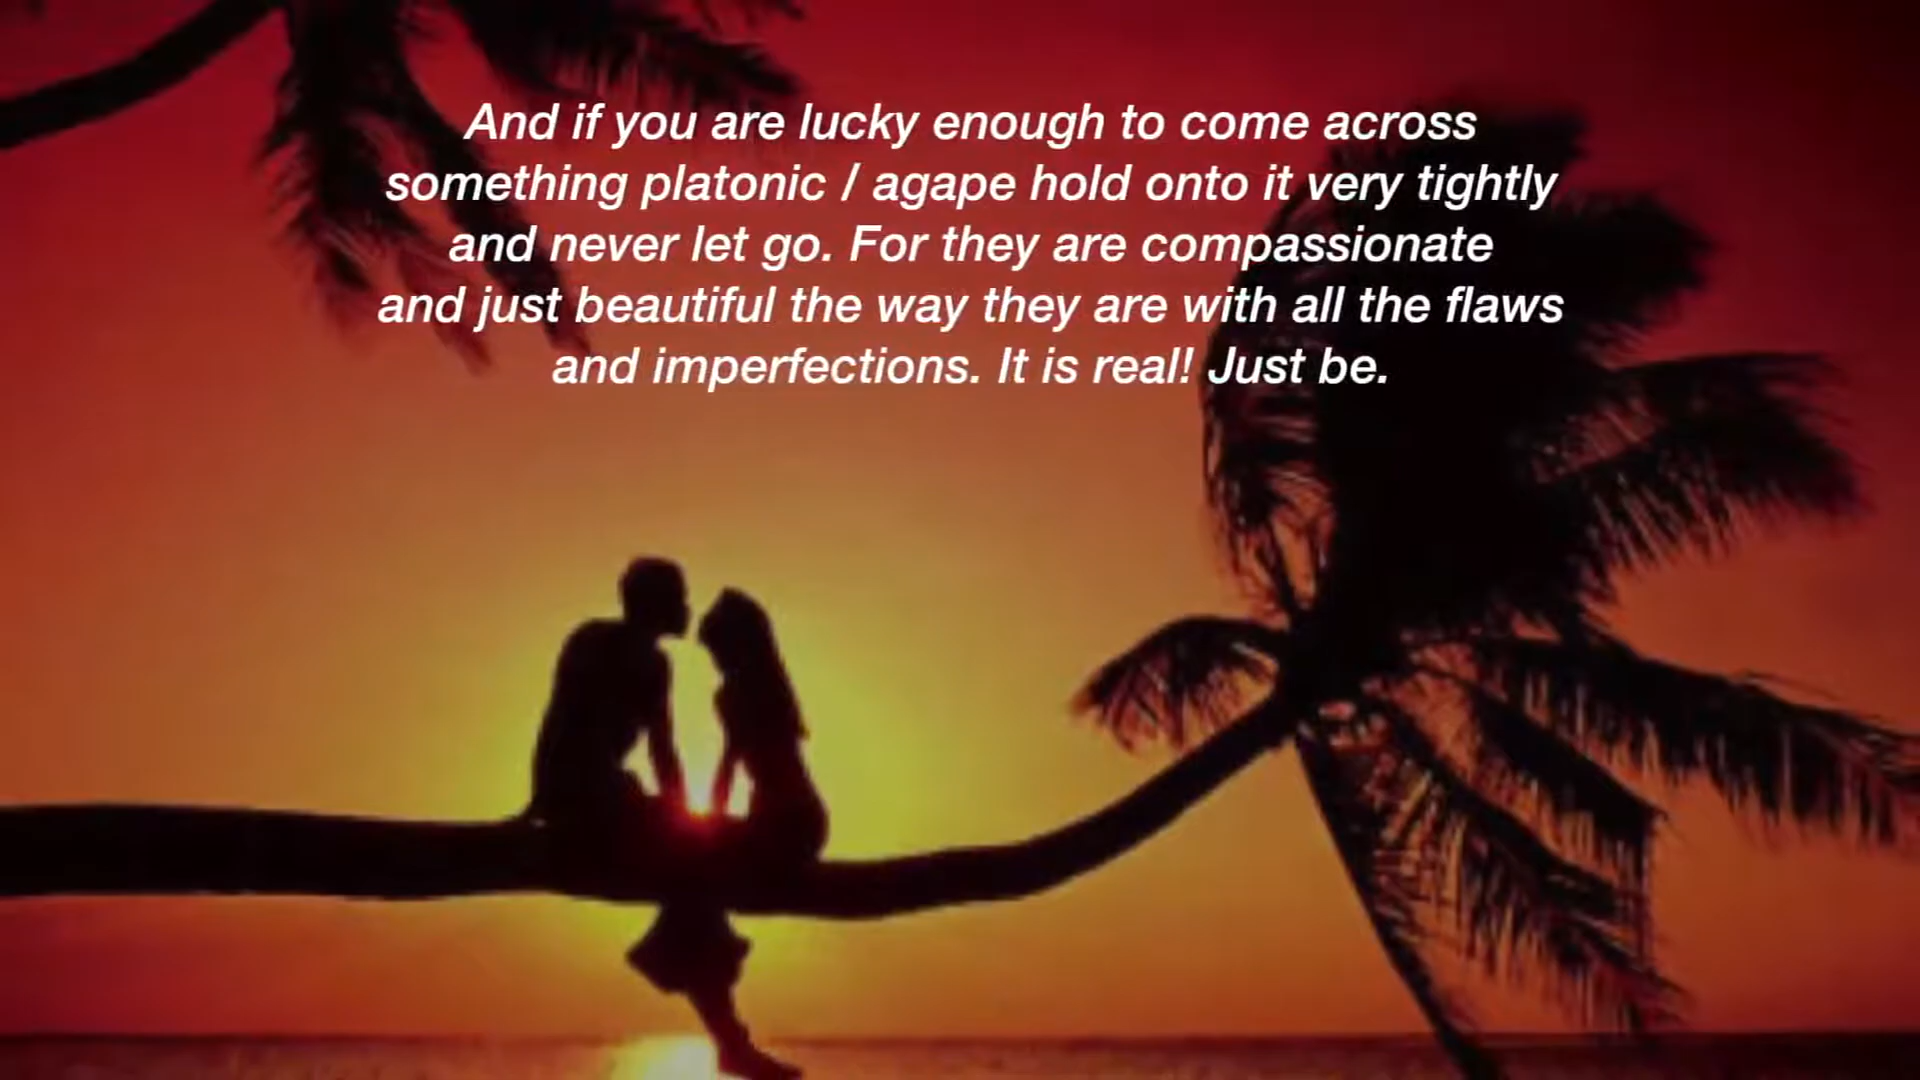 And if you are lucky enough to come across
something platonic / agape hold onto it very tightly
and never let go. For they are compassionate
and just beautiful the way they are with all the flaws
and imperfections. It is real! Just be.